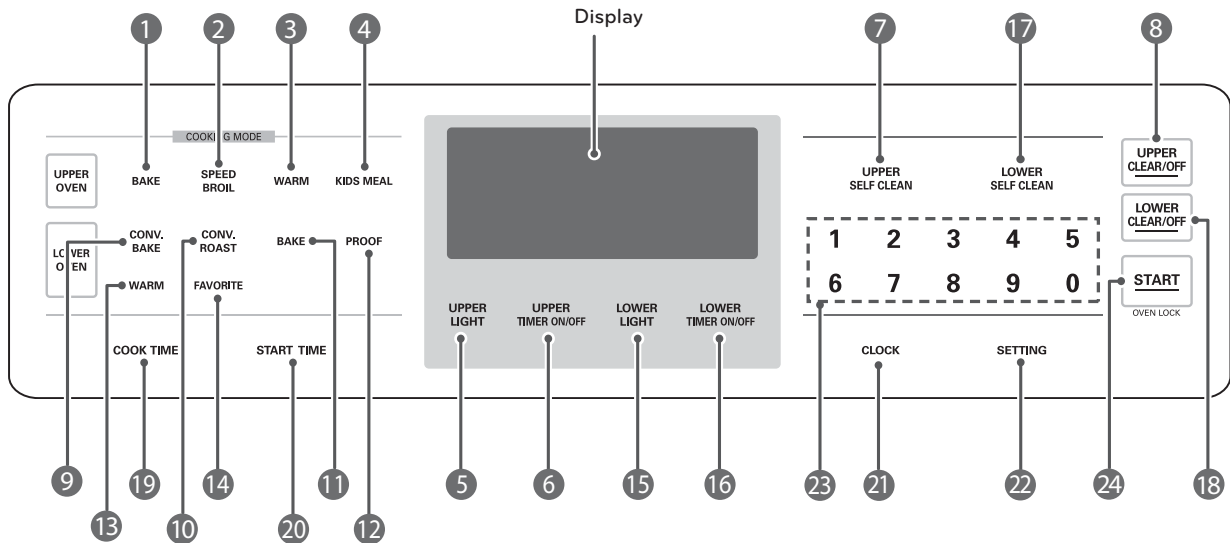 Display
1
2
3
4
7
17
8
COOKING MODE
UPPER
OVEN
BAKE
SPEED
BROIL
WARM
KIDS MEAL
UPPER
SELF CLEAN
LOWER
SELF CLEAN
UPPER
CLEAR/OFF
LOWER
OVEN
CONV.
BAKE
CONV.
ROAST
BAKE
PROOF
WARM
FAVORITE
1 2 3 4 5
6 7 8 9 0
LOWER
CLEAR/OFF
START
OVEN LOCK
UPPER
LIGHT
UPPER
TIMER ON/OFF
LOWER
LIGHT
LOWER
TIMER ON/OFF
COOK TIME
START TIME
CLOCK
SETTING
9
13
19
10
14
20
11
12
5
6
15
16
23
21
22
24
18